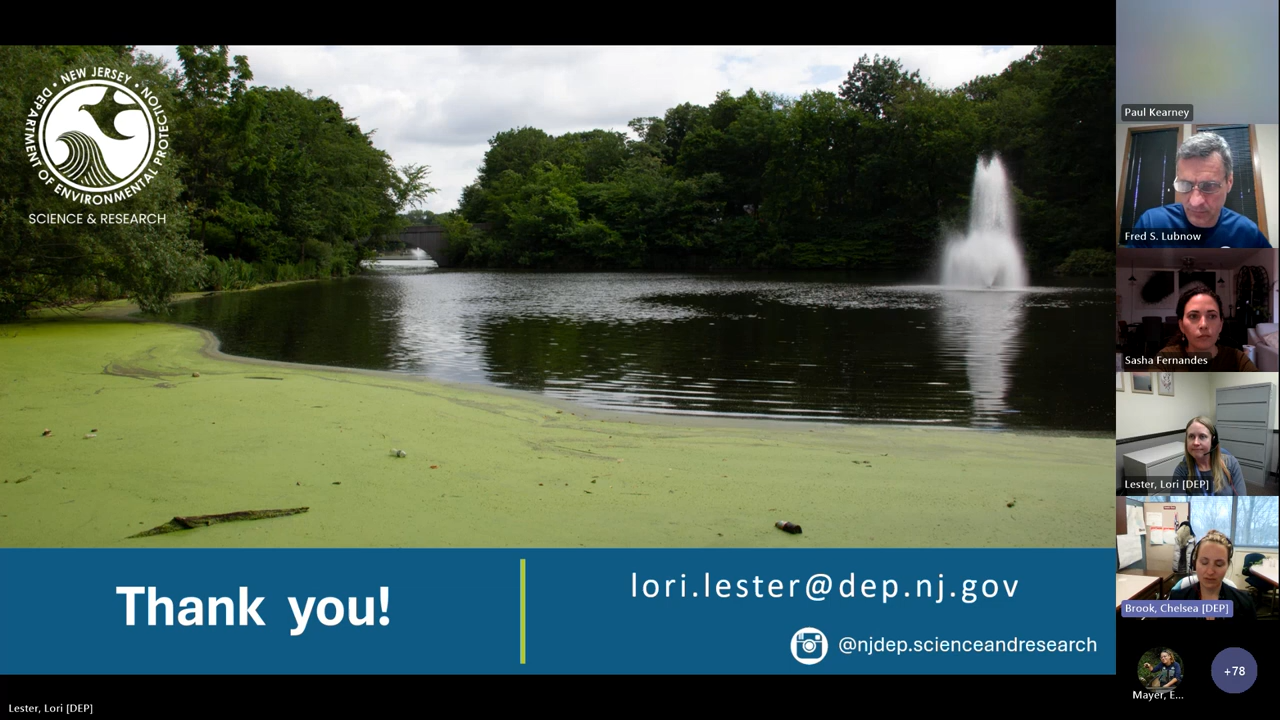 • NEW JERSEY •
DEPARTMENT OF ENVIRONMENTAL PROTECTION
SCIENCE & RESEARCH
Thank you!
lori.lester@dep.nj.gov
@njdep.scienceandresearch
Lester, Lori [DEP]
Paul Kearney
Fred S. Lubnow
Sasha Fernandes
Lester, Lori [DEP]
Brook, Chelsea [DEP]
Mayer, E...
+78